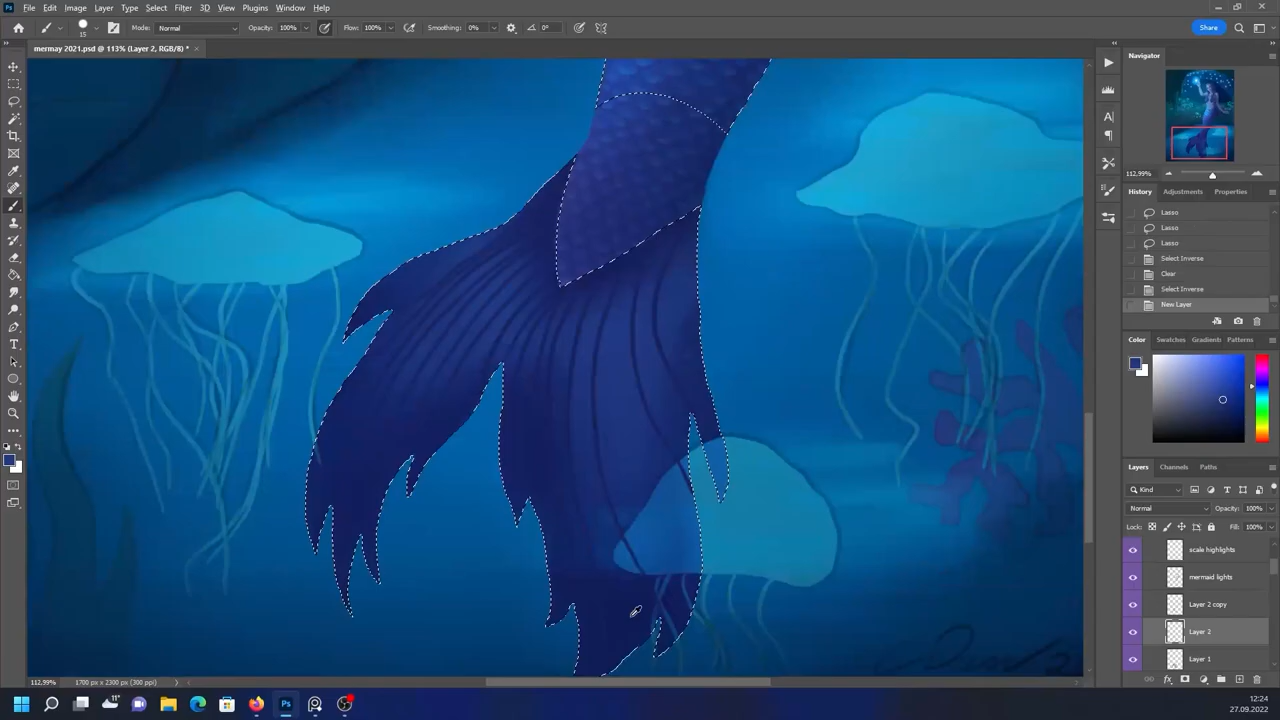 File Edit Image Layer Type Select Filter 3D View Plugins Window Help
15 Mode: Normal Opacity: 100% Flow: 100% Smoothing: 0% 0° Share
mermay 2021.psd @ 113% (Layer 2, RGB/8) *
Navigator
112,99%
History Adjustments Properties
Lasso
Lasso
Lasso
Select Inverse
Clear
Select Inverse
New Layer
Color Swatches Gradients Patterns
Layers Channels Paths
Kind
Normal Opacity: 100%
Lock: Fill: 100%
scale highlights
mermaid lights
Layer 2 copy
Layer 2
Layer 1
112,99% 1700 px x 2300 px (300 ppi)
11°
12:24
27.09.2022